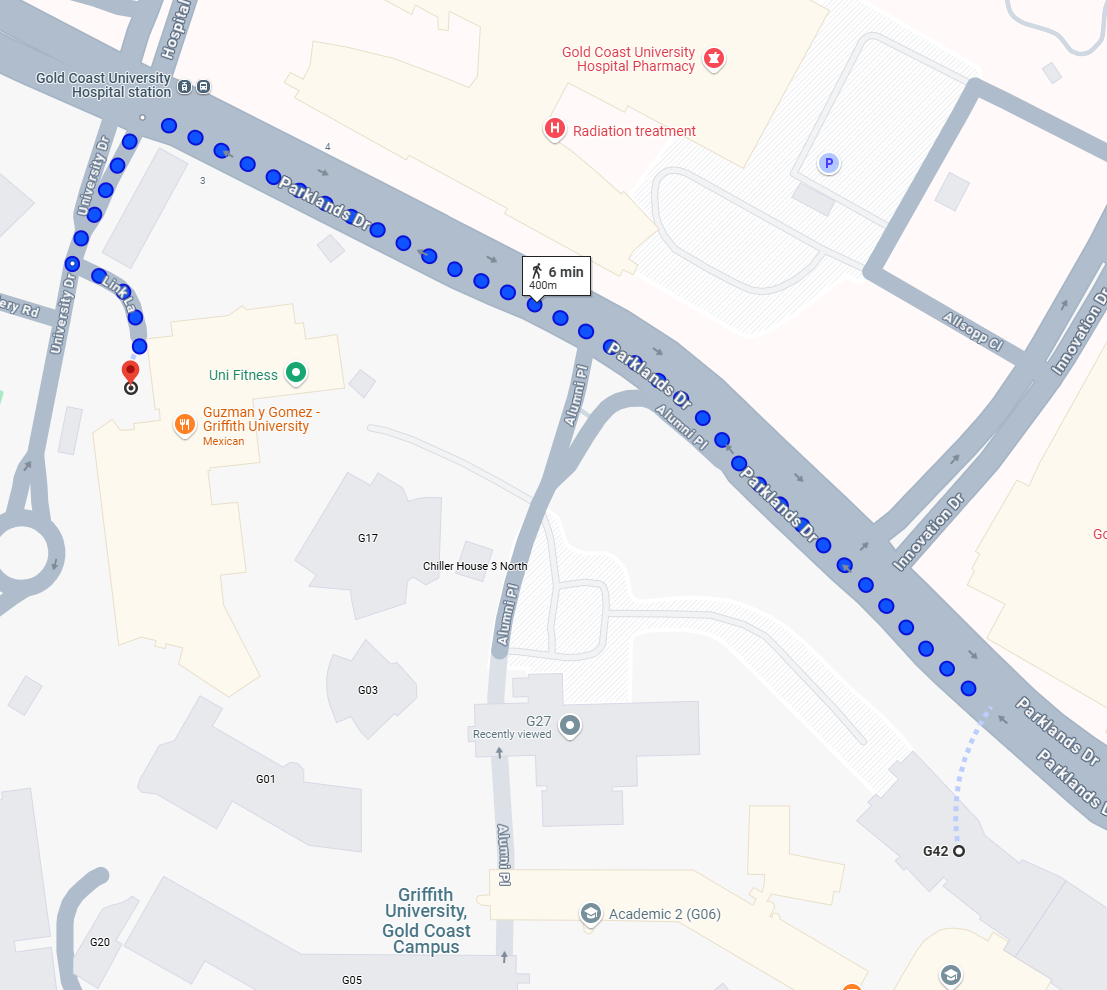 Hospital
Gold Coast University
Hospital station
Gold Coast University
Hospital Pharmacy
H
Radiation treatment
P
4
3
University Dr
Parklands Dr
6 min
400m
Link La
University Dr
ery Rd
Innovation Dr
Allsopp Cl
Uni Fitness
Parklands Dr
Alumni Pl
Alumni Pl
Guzman y Gomez -
Griffith University
Mexican
Parklands Dr
Innovation Dr
Go
G17
Chiller House 3 North
Alumni Pl
G03
G27
Recently viewed
Parklands Dr
Parklands D
G01
Alumni Pl
G42
Griffith
University,
Gold Coast
Campus
Academic 2 (G06)
G20
G05